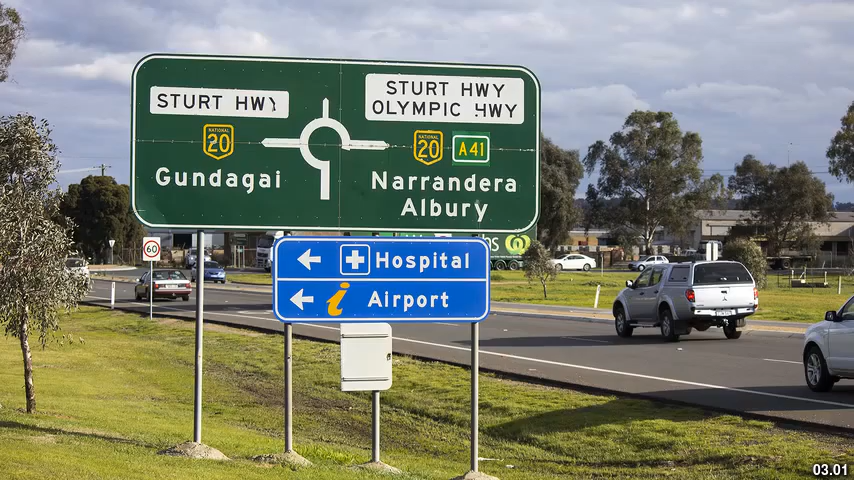 STURT HWY
STURT HWY
OLYMPIC HWY
NATIONAL
20
NATIONAL
20
A41
Gundagai
Narrandera
Albury
Hospital
i Airport
60
03.01